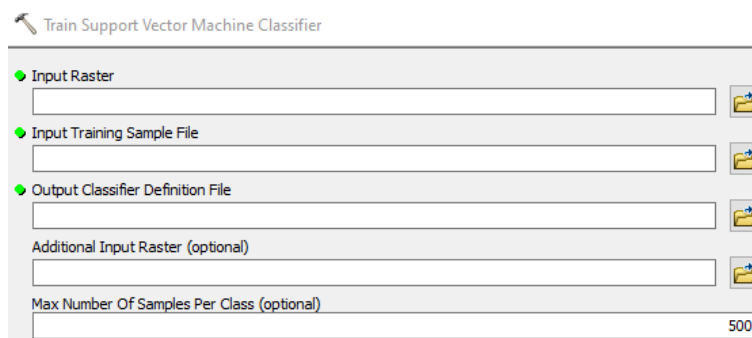 Train Support Vector Machine Classifier
Input Raster
Input Training Sample File
Output Classifier Definition File
Additional Input Raster (optional)
Max Number Of Samples Per Class (optional)
500